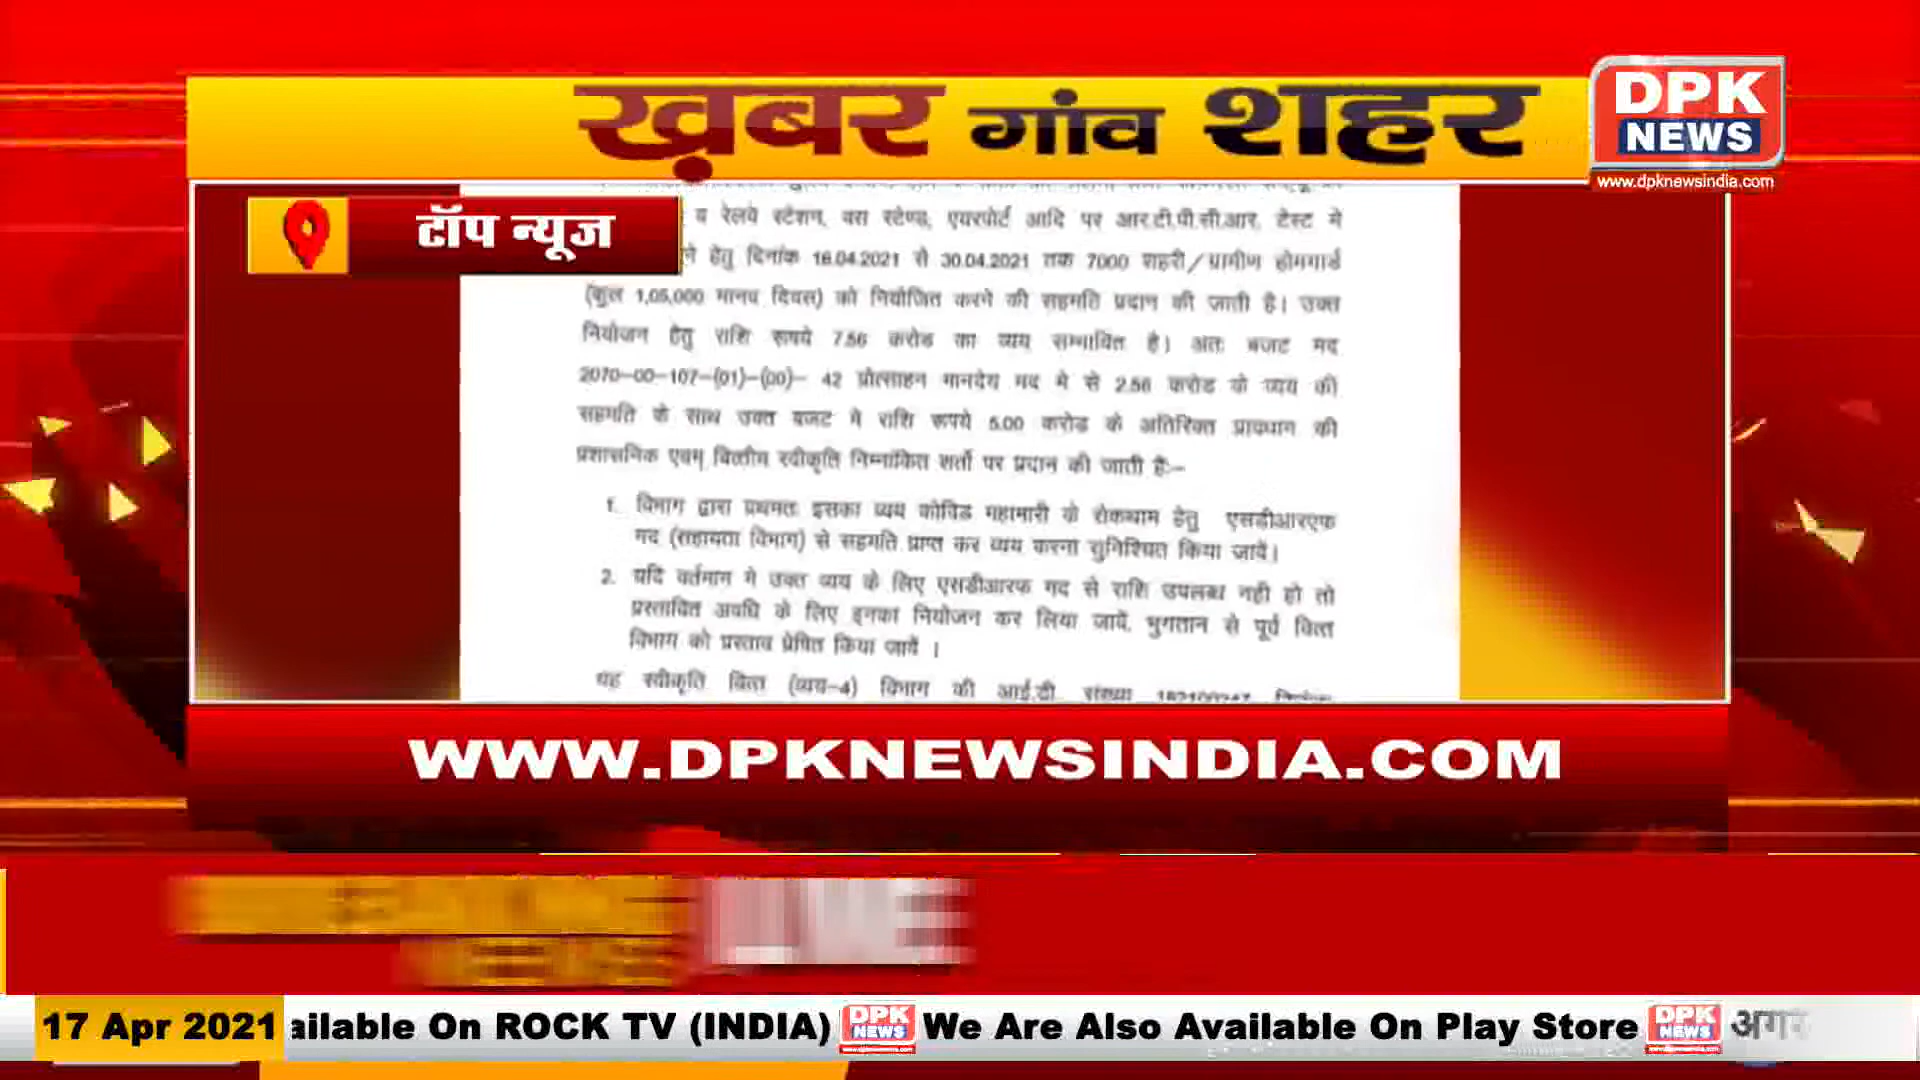 ख़बर गांव शहर
DPK
NEWS
www.dpknewsindia.com
टॉप न्यूज
व रेलवे स्टेशन, बस स्टेण्ड, एयरपोर्ट आदि पर आर.टी.पी.सी.आर. टेस्ट मे
ने हेतु दिनांक 16.04.2021 से 30.04.2021 तक 7000 शहरी/ग्रामीण होमगार्ड
(कुल 1,05,000 मानव दिवस) को नियोजित करने की सहमति प्रदान की जाती है। उक्त
नियोजन हेतु राशि रूपये 7.56 करोड का व्यय सम्भावित है। अतः बजट मद
2070-00-107-(01)-(00)- 42 प्रोत्साहन मानदेय मद मे से 2.56 करोड के व्यय की
सहमति के साथ उक्त बजट मे राशि रूपये 5.00 करोड के अतिरिक्त प्रावधान की
प्रशासनिक एवम् वित्तीय स्वीकृति निम्नांकित शर्तो पर प्रदान की जाती है:-
1. विभाग द्वारा प्रथमतः इसका व्यय कोविड महामारी के रोकथाम हेतु एसडीआरएफ
मद (सहायता विभाग) से सहमति प्राप्त कर व्यय करना सुनिश्चित किया जावें।
2. यदि वर्तमान मे उक्त व्यय के लिए एसडीआरएफ मद से राशि उपलब्ध नही हो तो
प्रस्तावित अवधि के लिए इनका नियोजन कर लिया जावें, भुगतान से पूर्व वित्त
विभाग को प्रस्ताव प्रेषित किया जावें ।
यह स्वीकृति वित्त (व्यय-4) विभाग की आई.डी. संख्या 182100247
WWW.DPKNEWSINDIA.COM
17 Apr 2021 ailable On ROCK TV (INDIA) DPK NEWS We Are Also Available On Play Store DPK NEWS अगर